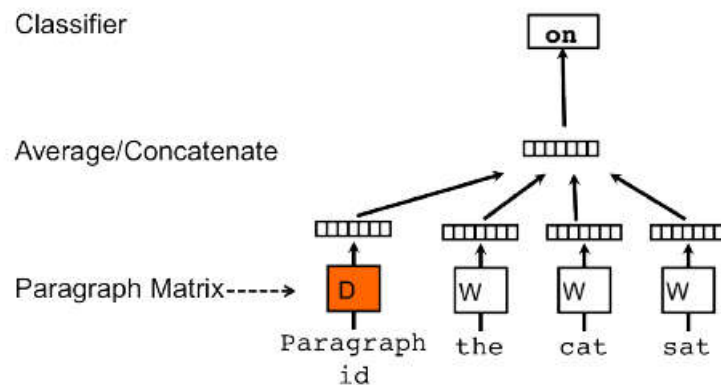 Classifier
on
Average/Concatenate
Paragraph Matrix
D W W W
Paragraph the cat sat
id